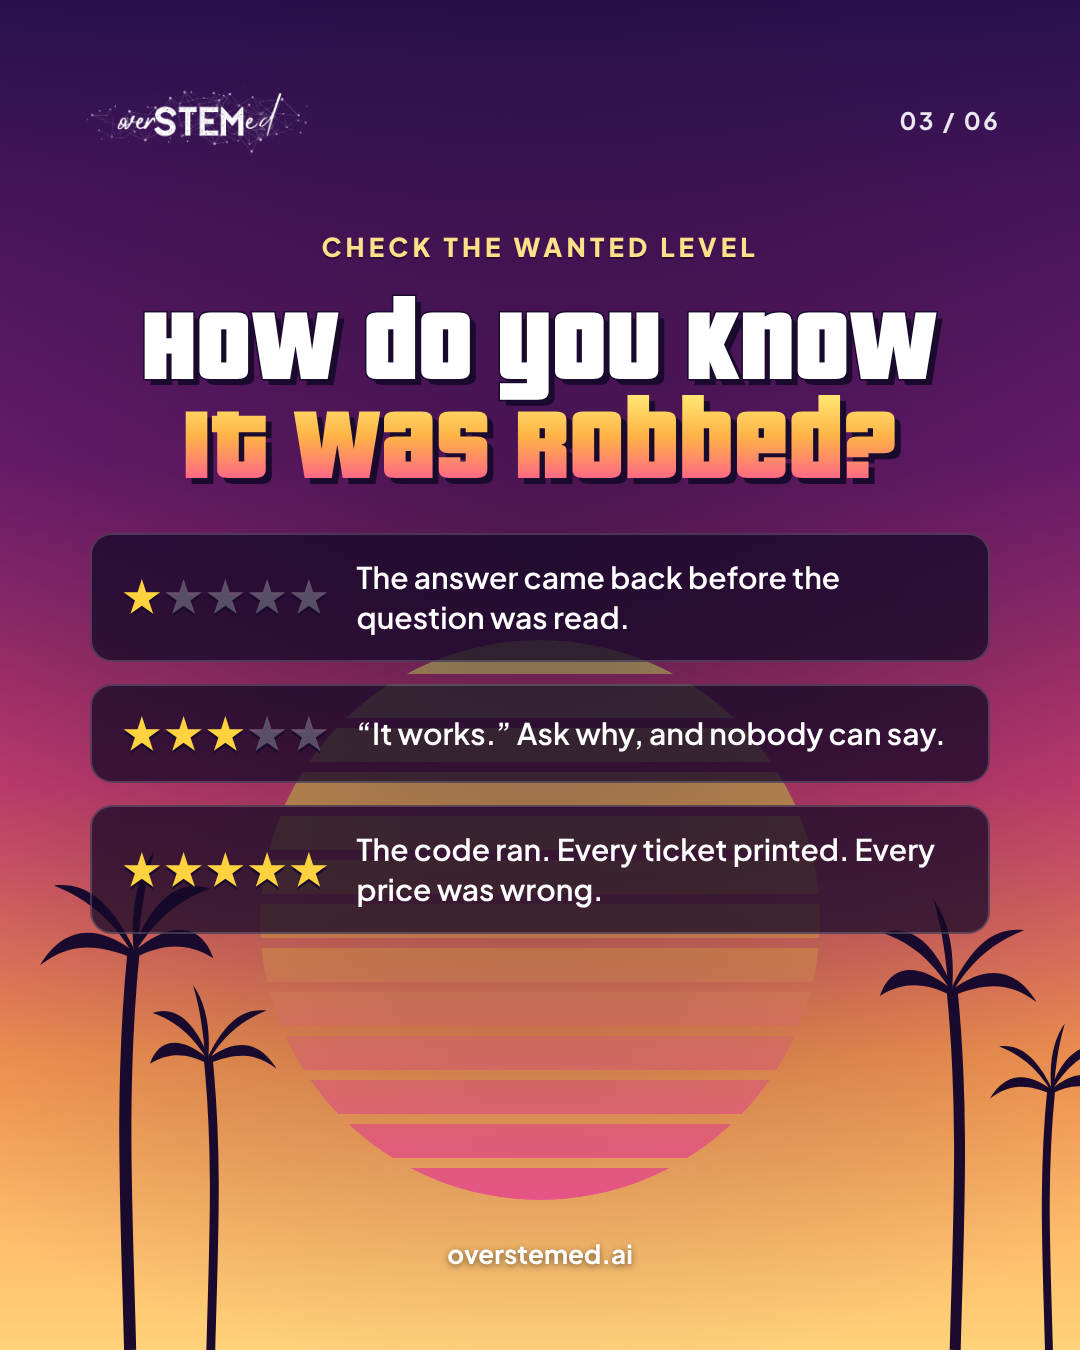 overSTEMed
03 / 06
CHECK THE WANTED LEVEL
How do you know
It Was Robbed?
The answer came back before the
question was read.
“It works.” Ask why, and nobody can say.
The code ran. Every ticket printed. Every
price was wrong.
overstemed.ai